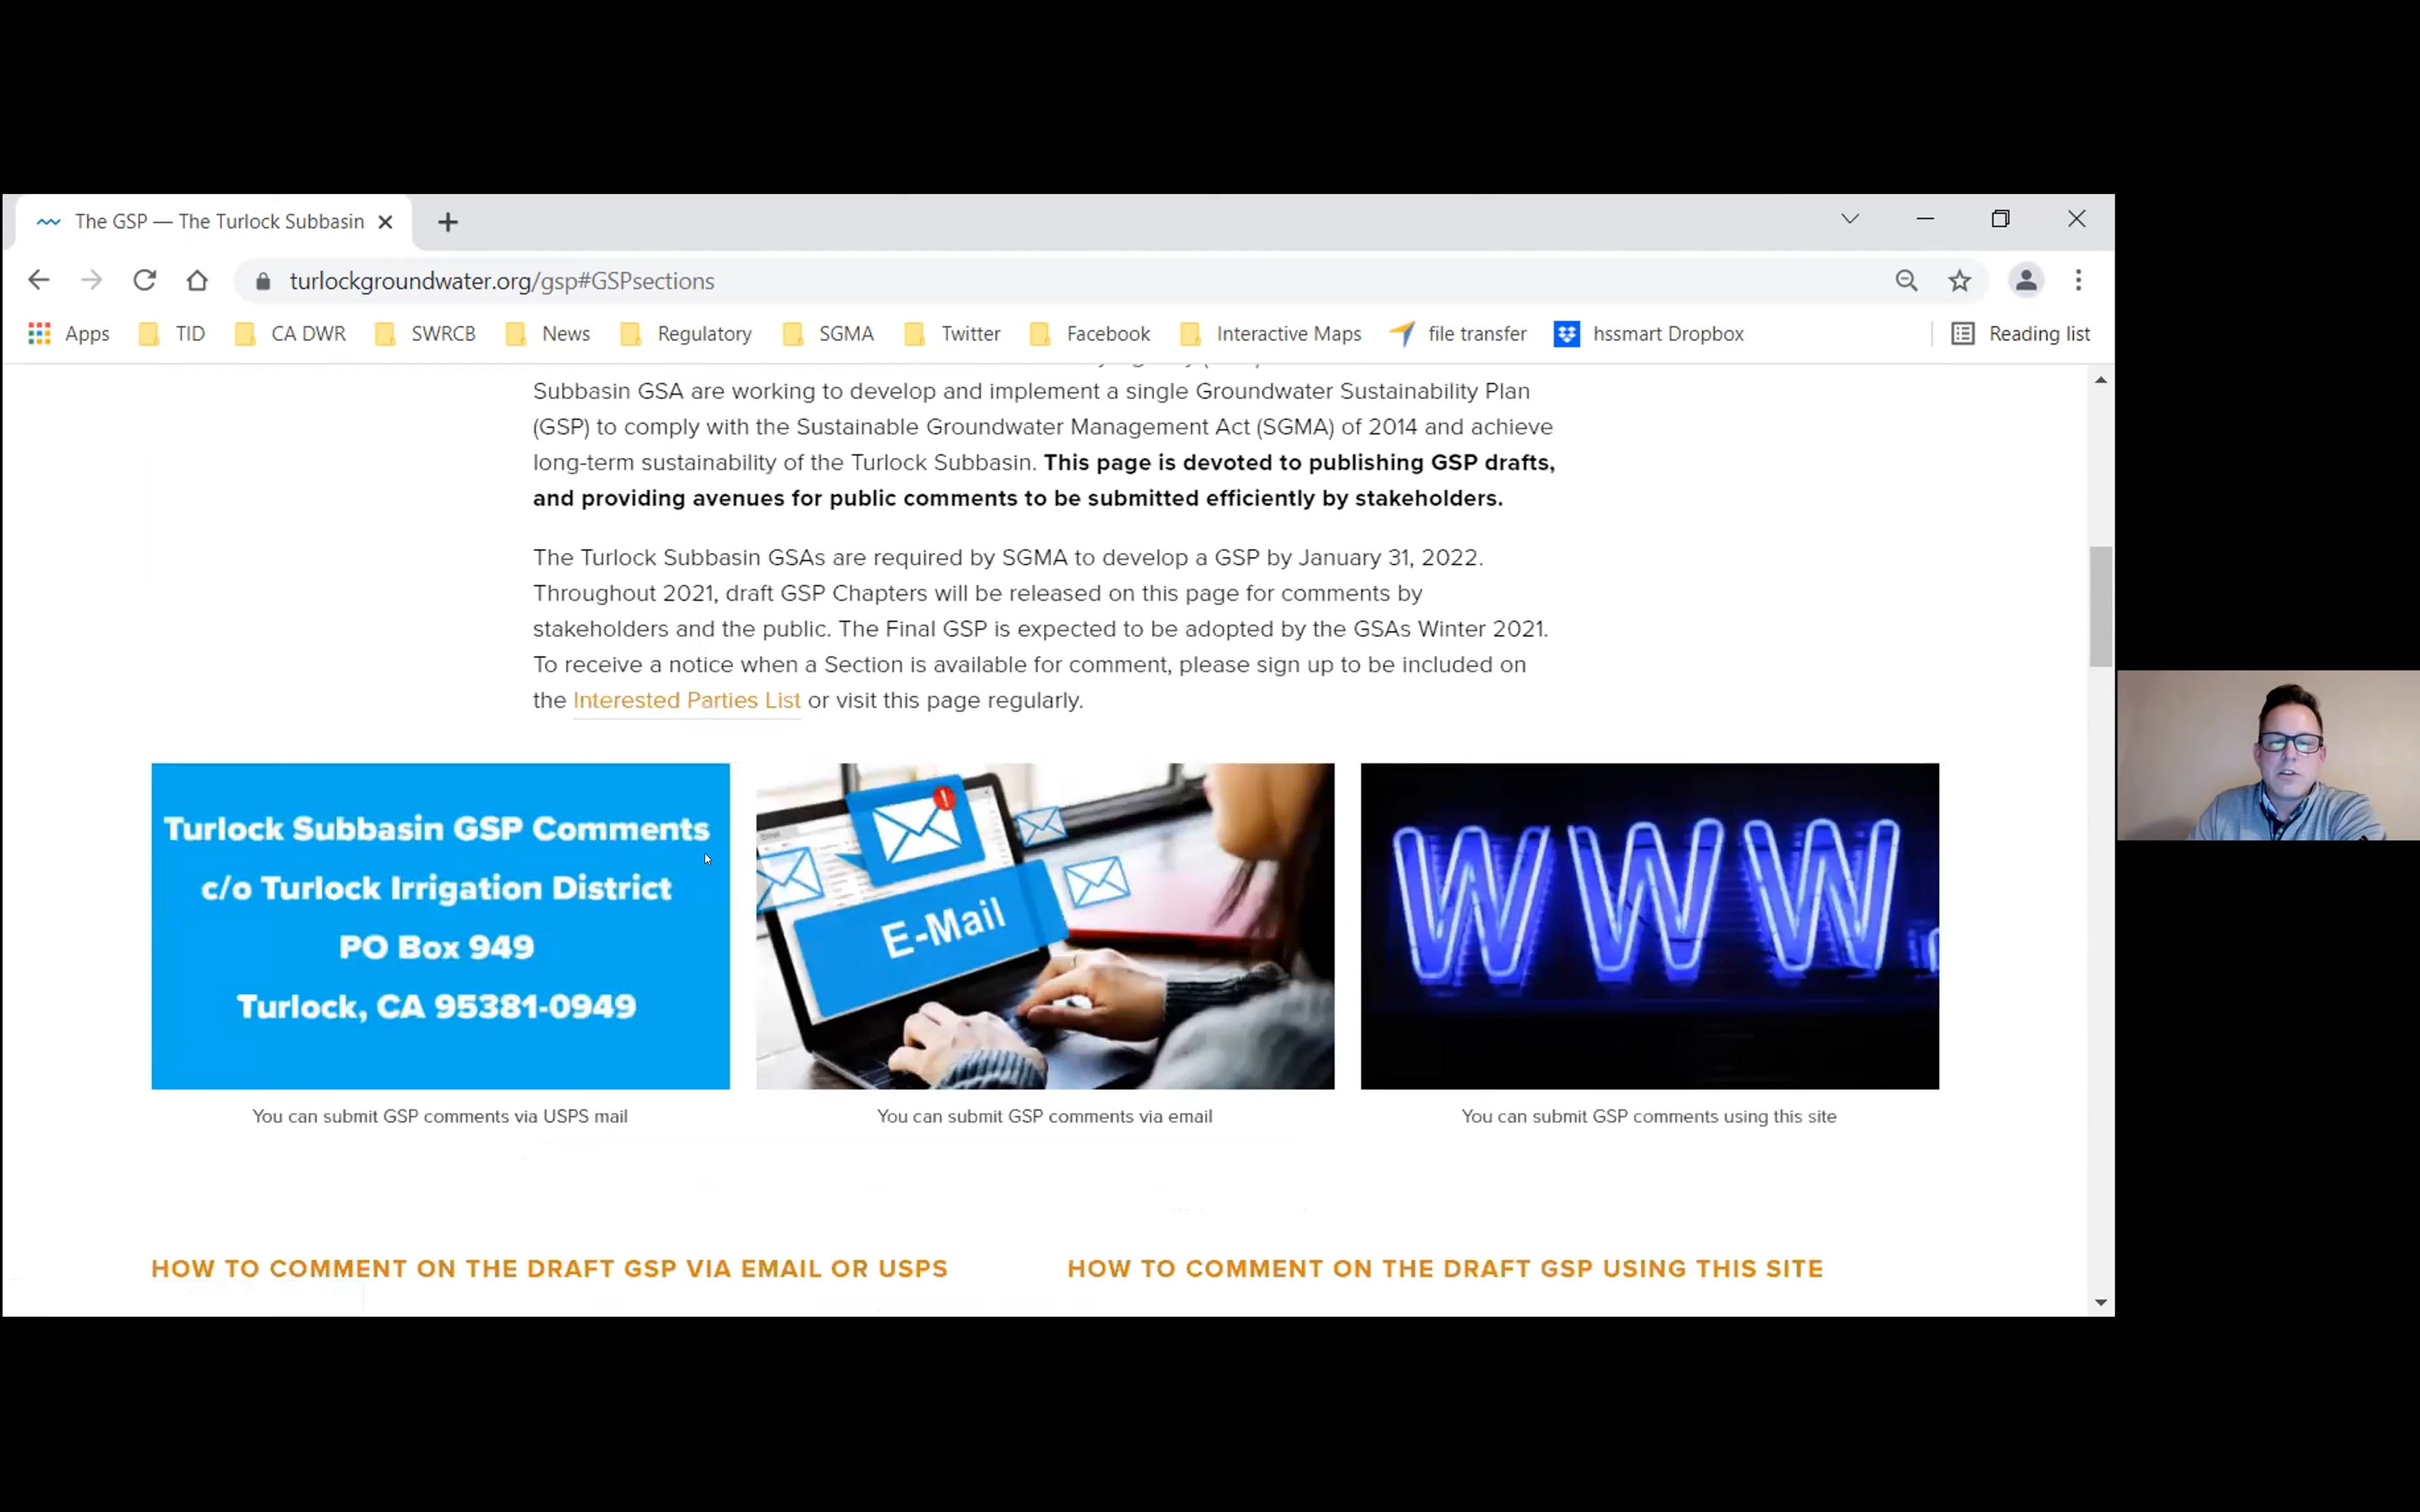 The GSP — The Turlock Subbasin
turlockgroundwater.org/gsp#GSPsections
Apps TID CA DWR SWRCB News Regulatory SGMA Twitter Facebook Interactive Maps file transfer hssmart Dropbox Reading list
Subbasin GSA are working to develop and implement a single Groundwater Sustainability Plan
(GSP) to comply with the Sustainable Groundwater Management Act (SGMA) of 2014 and achieve
long-term sustainability of the Turlock Subbasin. This page is devoted to publishing GSP drafts,
and providing avenues for public comments to be submitted efficiently by stakeholders.
The Turlock Subbasin GSAs are required by SGMA to develop a GSP by January 31, 2022.
Throughout 2021, draft GSP Chapters will be released on this page for comments by
stakeholders and the public. The Final GSP is expected to be adopted by the GSAs Winter 2021.
To receive a notice when a Section is available for comment, please sign up to be included on
the Interested Parties List or visit this page regularly.
Turlock Subbasin GSP Comments
c/o Turlock Irrigation District
PO Box 949
Turlock, CA 95381-0949
E-Mail
WWW.
You can submit GSP comments via USPS mail
You can submit GSP comments via email
You can submit GSP comments using this site
HOW TO COMMENT ON THE DRAFT GSP VIA EMAIL OR USPS
HOW TO COMMENT ON THE DRAFT GSP USING THIS SITE